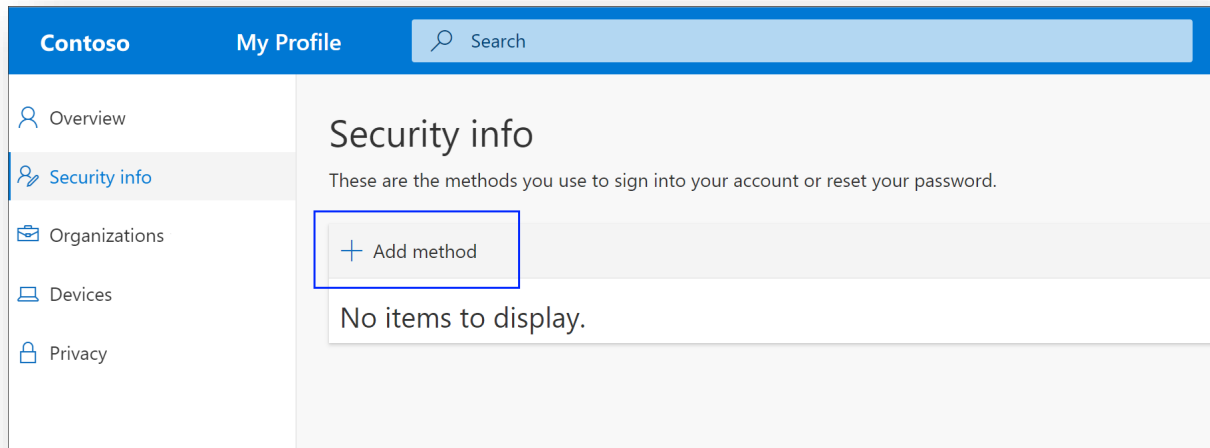 Contoso
My Profile
Search
Overview
Security info
Organizations
Devices
Privacy
Security info
These are the methods you use to sign into your account or reset your password.
Add method
No items to display.